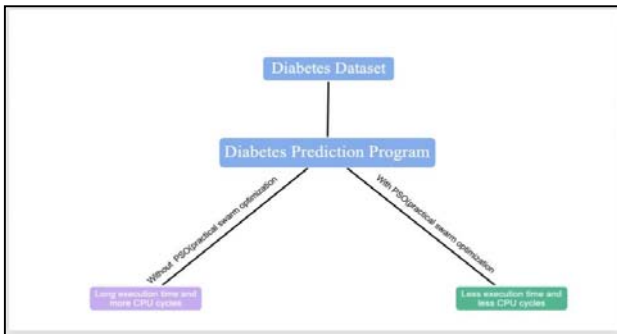 Diabetes Dataset
Diabetes Prediction Program
Without PSO(practical swarm optimization
With PSO(practical swarm optimization
Long execution time and
more CPU cycles
Less execution time and
less CPU cycles